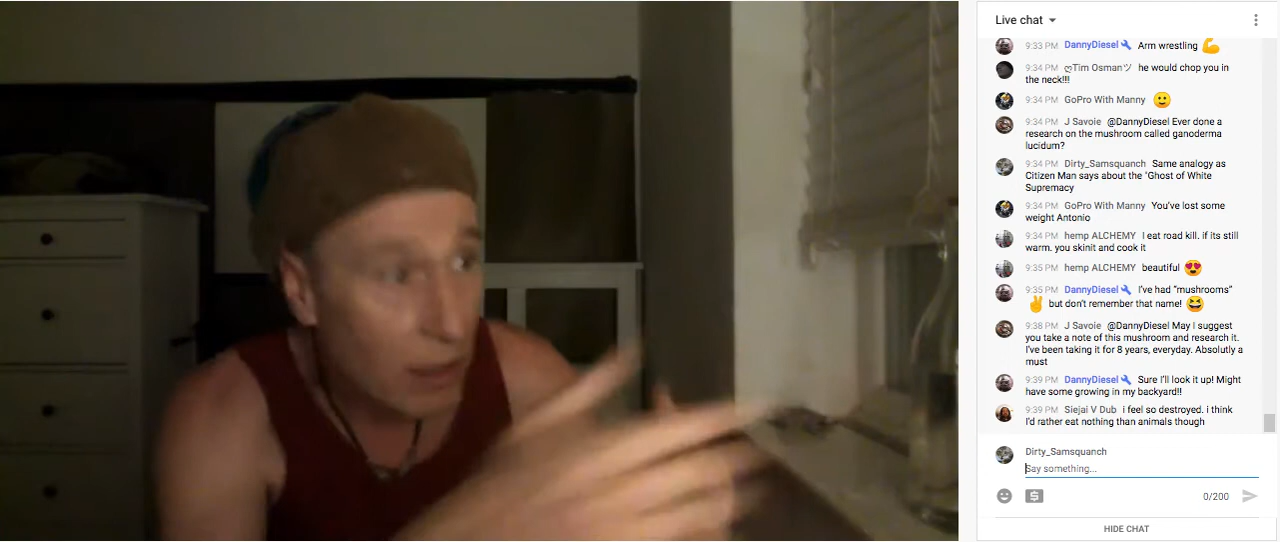 Live chat
9:33 PM DannyDiesel Arm wrestling 💪
9:34 PM ღTim Osmanツ he would chop you in
the neck!!!
9:34 PM GoPro With Manny 🙂
9:34 PM J Savoie @DannyDiesel Ever done a
research on the mushroom called ganoderma
lucidum?
9:34 PM Dirty_Samsquanch Same analogy as
Citizen Man says about the 'Ghost of White
Supremacy
9:34 PM GoPro With Manny You've lost some
weight Antonio
9:34 PM hemp ALCHEMY I eat road kill. if its still
warm. you skinit and cook it
9:35 PM hemp ALCHEMY beautiful 😍
9:35 PM DannyDiesel I've had "mushrooms"
✌ but don't remember that name! 😆
9:38 PM J Savoie @DannyDiesel May I suggest
you take a note of this mushroom and research it.
I've been taking it for 8 years, everyday. Absolutly a
must
9:39 PM DannyDiesel Sure I'll look it up! Might
have some growing in my backyard!!
9:39 PM Siejai V Dub i feel so destroyed. i think
I'd rather eat nothing than animals though
Dirty_Samsquanch
Say something...
0/200
HIDE CHAT